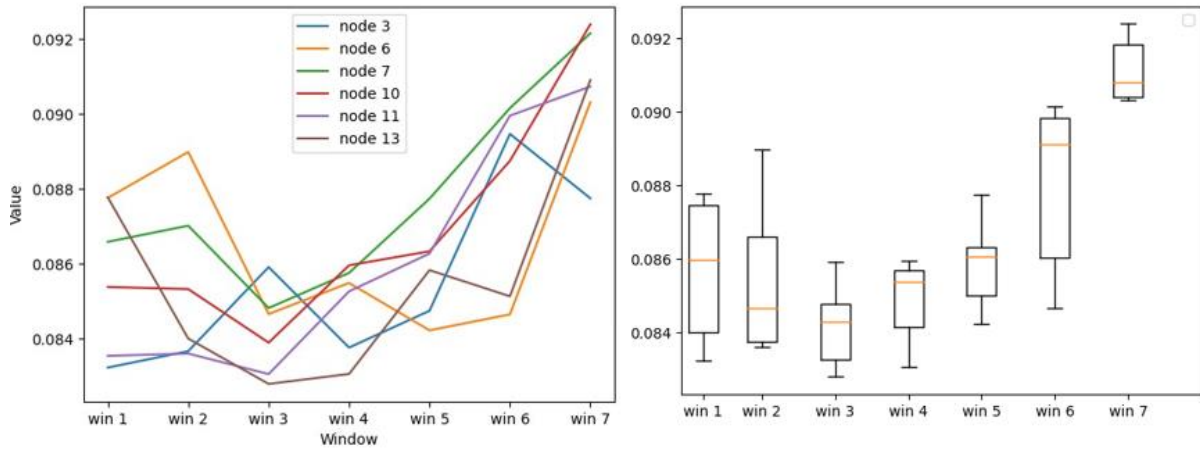 node 3
node 6
node 7
node 10
node 11
node 13
0.092
0.090
0.088
0.086
0.084
Value
win 1 win 2 win 3 win 4 win 5 win 6 win 7
Window
0.092
0.090
0.088
0.086
0.084
win 1 win 2 win 3 win 4 win 5 win 6 win 7